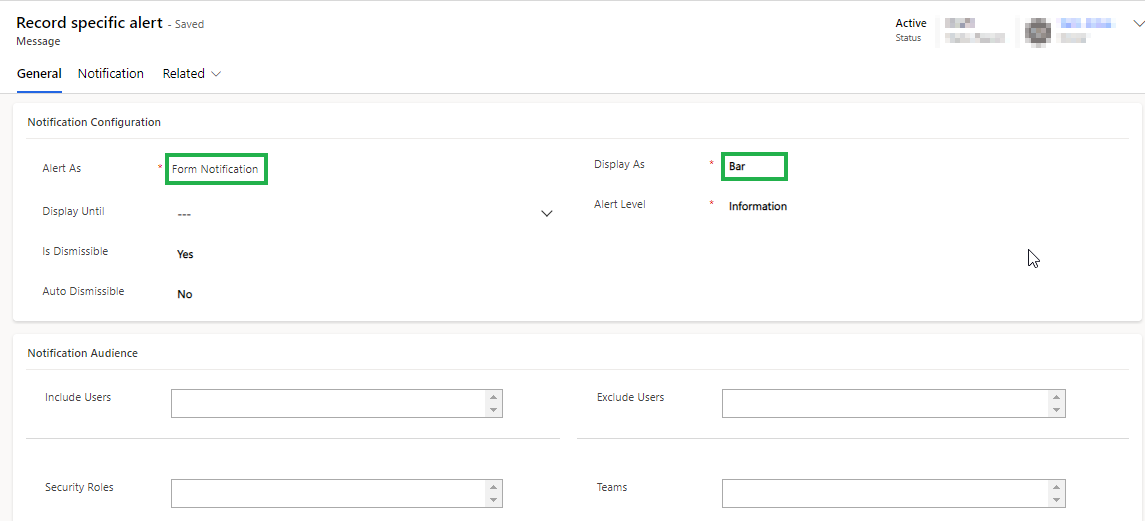 Record specific alert - Saved
Message
Active
Status
General Notification Related
Notification Configuration
Alert As * Form Notification
Display As * Bar
Display Until ---
Alert Level * Information
Is Dismissible Yes
Auto Dismissible No
Notification Audience
Include Users
Exclude Users
Security Roles
Teams